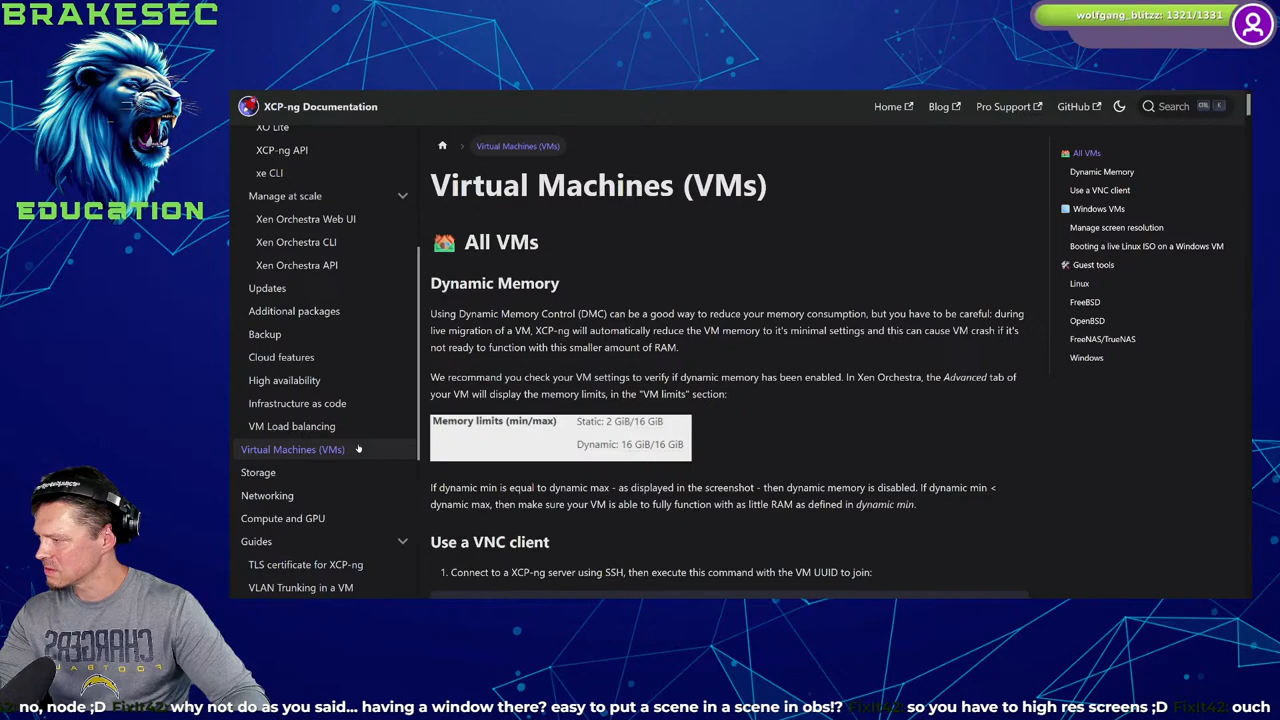 BRAKESEC
EDUCATION
wolfgang_blitzz: 1321/1331
XCP-ng Documentation
Home
Blog
Pro Support
GitHub
Search
CTRL
K
XO Lite
XCP-ng API
xe CLI
Manage at scale
Xen Orchestra Web UI
Xen Orchestra CLI
Xen Orchestra API
Updates
Additional packages
Backup
Cloud features
High availability
Infrastructure as code
VM Load balancing
Virtual Machines (VMs)
Storage
Networking
Compute and GPU
Guides
TLS certificate for XCP-ng
VLAN Trunking in a VM
Virtual Machines (VMs)
Virtual Machines (VMs)
All VMs
Dynamic Memory
Using Dynamic Memory Control (DMC) can be a good way to reduce your memory consumption, but you have to be careful: during
live migration of a VM, XCP-ng will automatically reduce the VM memory to it's minimal settings and this can cause VM crash if it's
not ready to function with this smaller amount of RAM.
We recommand you check your VM settings to verify if dynamic memory has been enabled. In Xen Orchestra, the Advanced tab of
your VM will display the memory limits, in the "VM limits" section:
Memory limits (min/max) Static: 2 GiB/16 GiB
Dynamic: 16 GiB/16 GiB
If dynamic min is equal to dynamic max - as displayed in the screenshot - then dynamic memory is disabled. If dynamic min <
dynamic max, then make sure your VM is able to fully function with as little RAM as defined in dynamic min.
Use a VNC client
1. Connect to a XCP-ng server using SSH, then execute this command with the VM UUID to join:
All VMs
Dynamic Memory
Use a VNC client
Windows VMs
Manage screen resolution
Booting a live Linux ISO on a Windows VM
Guest tools
Linux
FreeBSD
OpenBSD
FreeNAS/TrueNAS
Windows
CHARGERS
FOOTBALL
no, node ;D FixIt42: why not do as you said... having a window there? easy to put a scene in a scene in obs!? FixIt42: so you have to high res screens ;D FixIt42: ouch